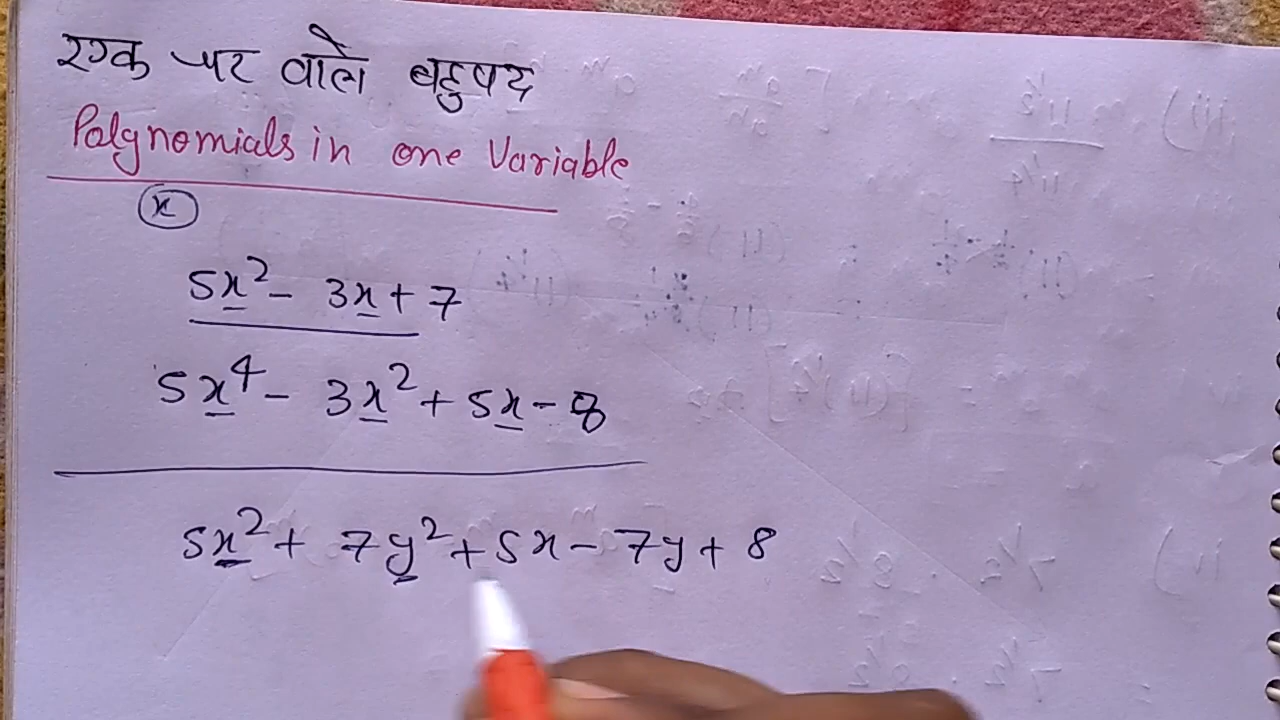 एक चर वाले बहुपद
Polynomials in one Variable
x
5x² - 3x + 7
5x⁴ - 3x² + 5x - 8
5x² + 7y² + 5x - 7y + 8